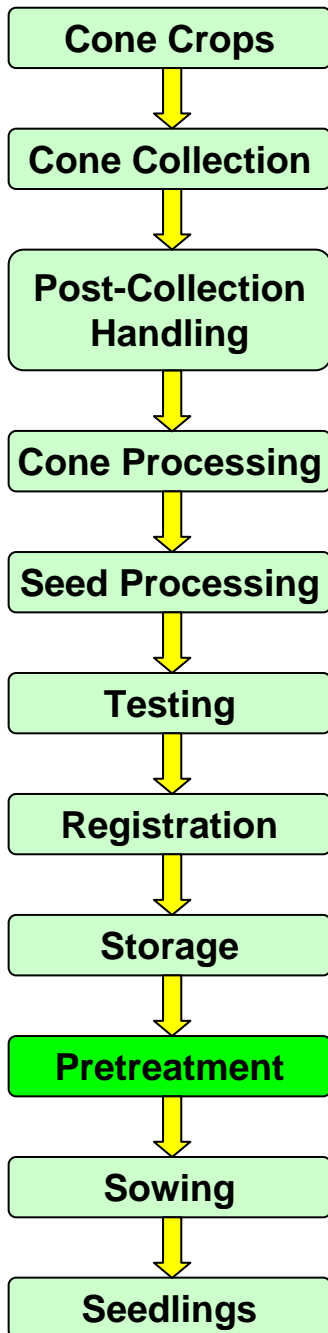 Cone Crops
Cone Collection
Post-Collection
Handling
Cone Processing
Seed Processing
Testing
Registration
Storage
Pretreatment
Sowing
Seedlings